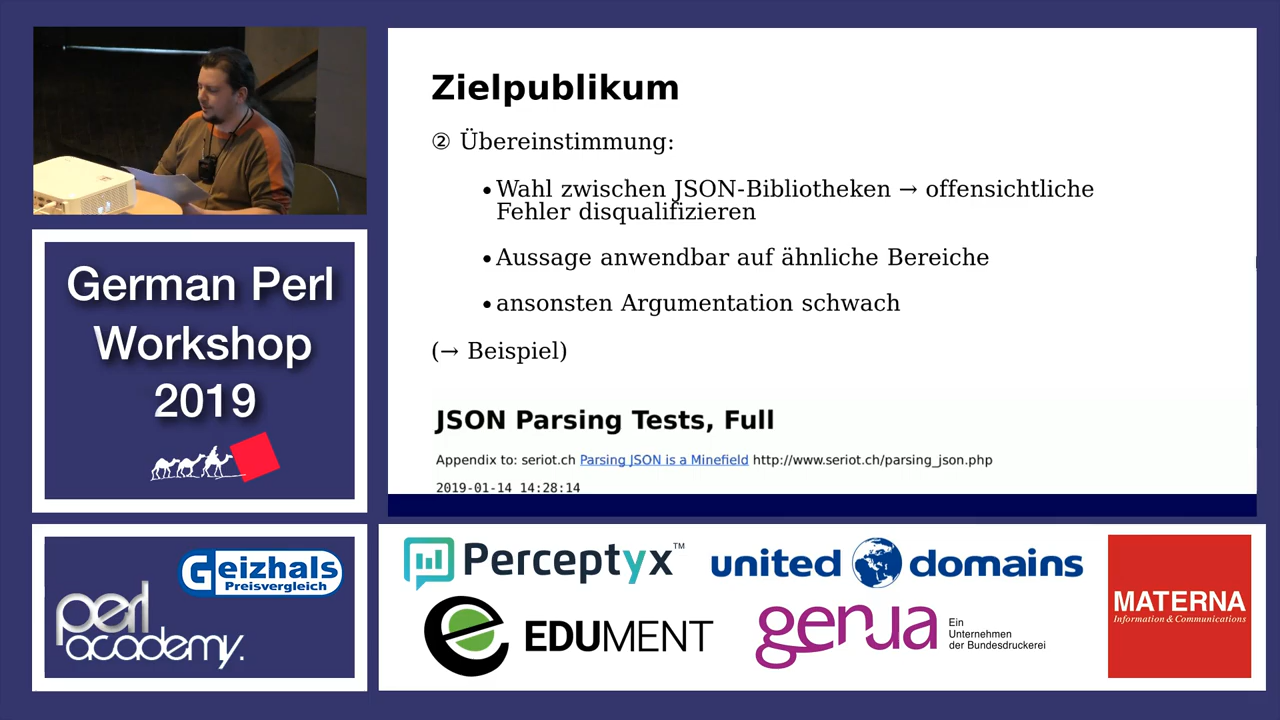 Zielpublikum
② Übereinstimmung:
• Wahl zwischen JSON-Bibliotheken → offensichtliche
Fehler disqualifizieren
• Aussage anwendbar auf ähnliche Bereiche
• ansonsten Argumentation schwach
(→ Beispiel)
JSON Parsing Tests, Full
Appendix to: seriot.ch Parsing JSON is a Minefield http://www.seriot.ch/parsing_json.php
2019-01-14 14:28:14
German Perl
Workshop
2019
Geizhals
Preisvergleich
perl
academy.
Perceptyx™
united domains
EDUMENT
genua
Ein
Unternehmen
der Bundesdruckerei
MATERNA
Information & Communications